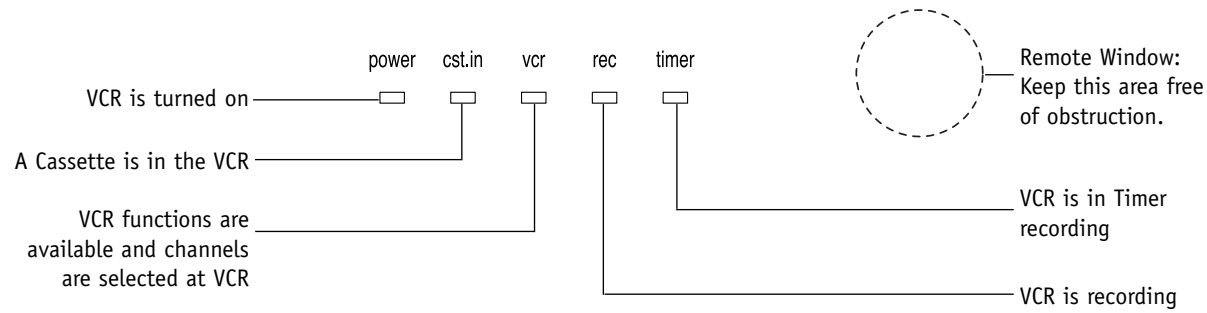 power cst.in vcr rec timer
VCR is turned on
A Cassette is in the VCR
VCR functions are
available and channels
are selected at VCR
Remote Window:
Keep this area free
of obstruction.
VCR is in Timer
recording
VCR is recording